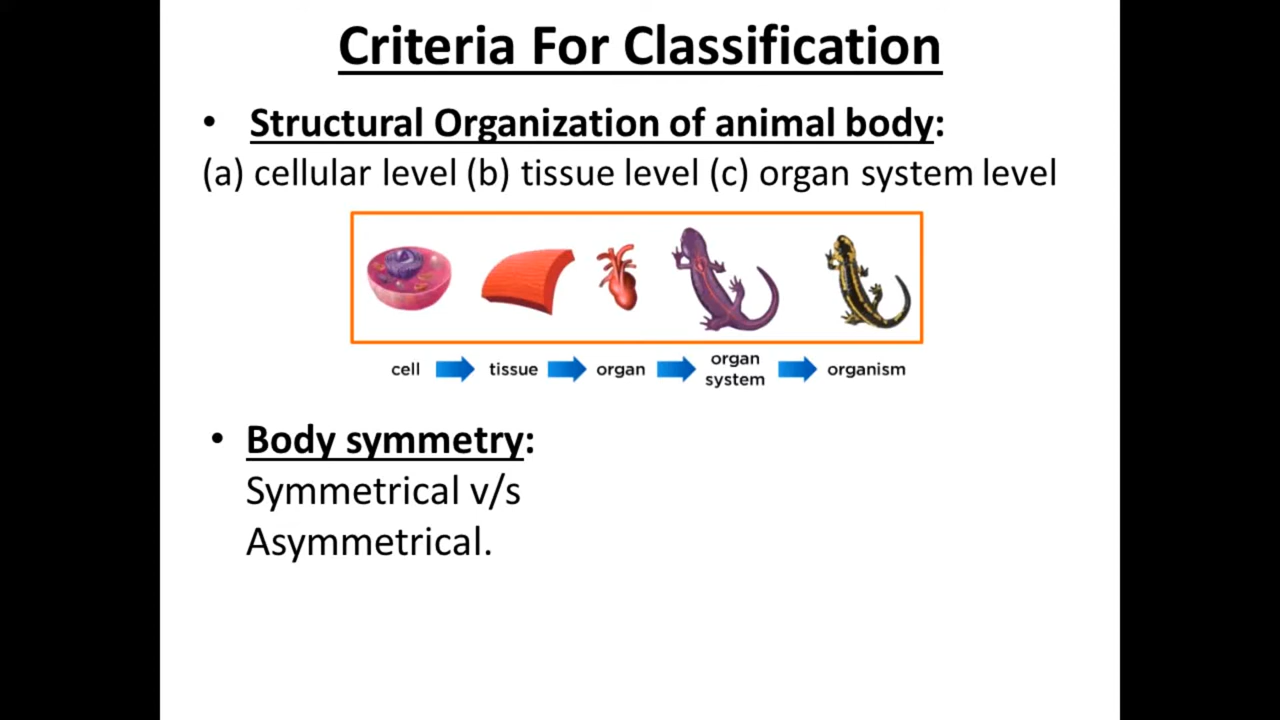 Criteria For Classification
• Structural Organization of animal body:
(a) cellular level (b) tissue level (c) organ system level
cell
tissue
organ
organ
system
organism
• Body symmetry:
Symmetrical v/s
Asymmetrical.